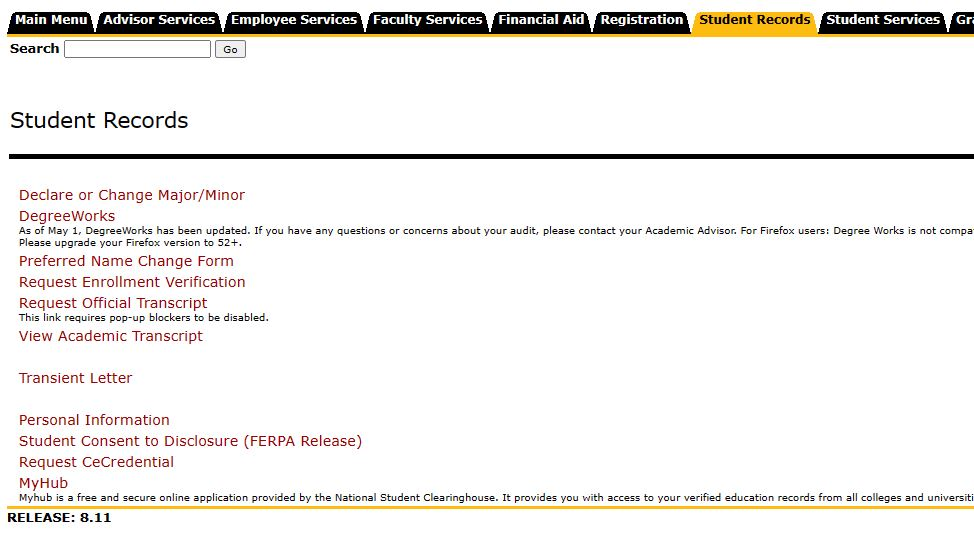 Main Menu Advisor Services Employee Services Faculty Services Financial Aid Registration Student Records Student Services
Search Go
Student Records
Declare or Change Major/Minor
DegreeWorks
As of May 1, DegreeWorks has been updated. If you have any questions or concerns about your audit, please contact your Academic Advisor. For Firefox users: Degree Works is not compa
Please upgrade your Firefox version to 52+.
Preferred Name Change Form
Request Enrollment Verification
Request Official Transcript
This link requires pop-up blockers to be disabled.
View Academic Transcript
Transient Letter
Personal Information
Student Consent to Disclosure (FERPA Release)
Request CeCredential
MyHub
Myhub is a free and secure online application provided by the National Student Clearinghouse. It provides you with access to your verified education records from all colleges and universiti
RELEASE: 8.11